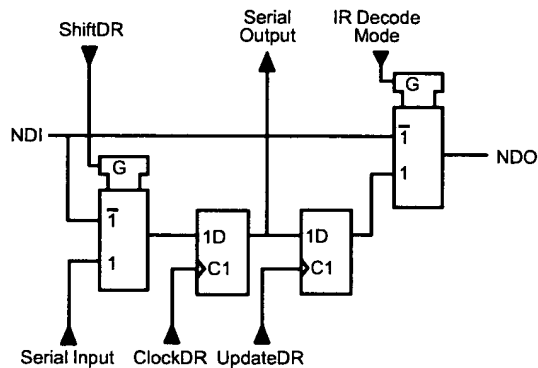 ShiftDR
Serial
Output
IR Decode
Mode
G
NDI
1
NDO
G
1
1
1D
1D
1
C1
C1
Serial Input
ClockDR
UpdateDR